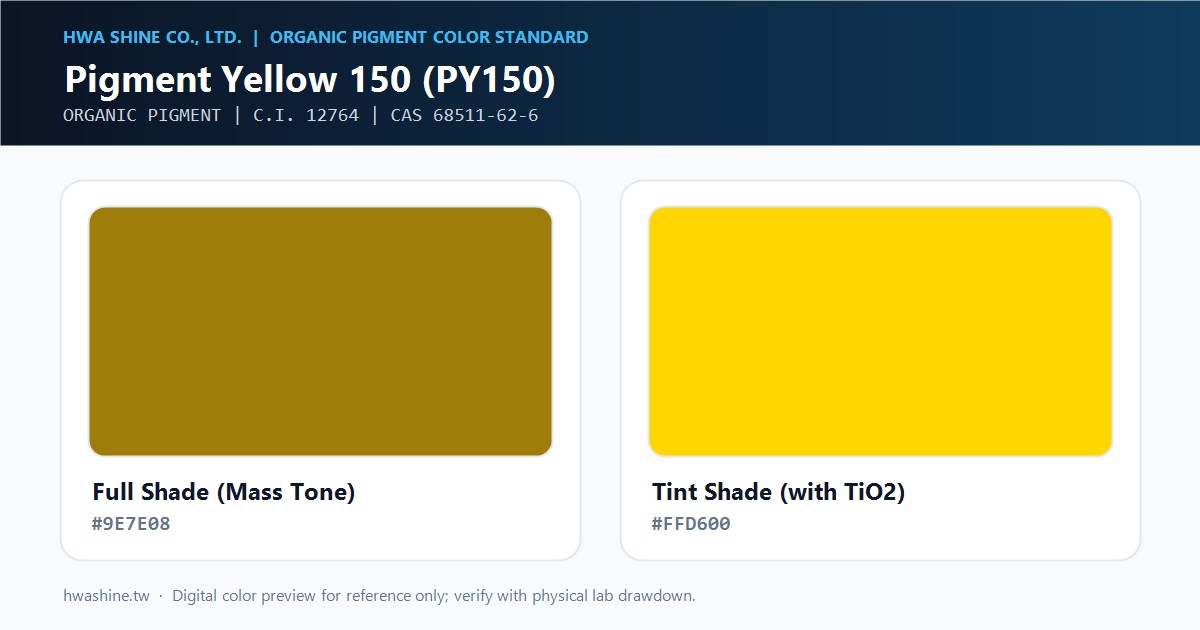 HWA SHINE CO., LTD. | ORGANIC PIGMENT COLOR STANDARD
Pigment Yellow 150 (PY150)
ORGANIC PIGMENT | C.I. 12764 | CAS 68511-62-6
Full Shade (Mass Tone)
#9E7E08
Tint Shade (with TiO2)
#FFD600
hwashine.tw · Digital color preview for reference only; verify with physical lab drawdown.